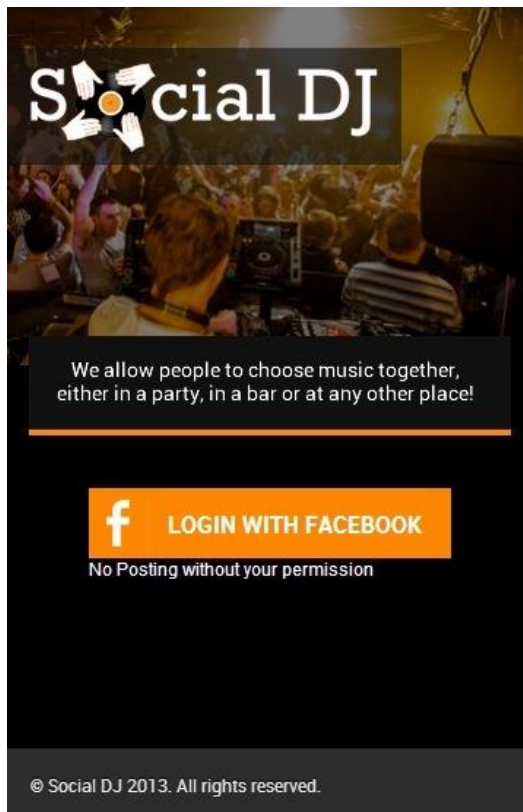 Social DJ
We allow people to choose music together,
either in a party, in a bar or at any other place!
f LOGIN WITH FACEBOOK
No Posting without your permission
© Social DJ 2013. All rights reserved.